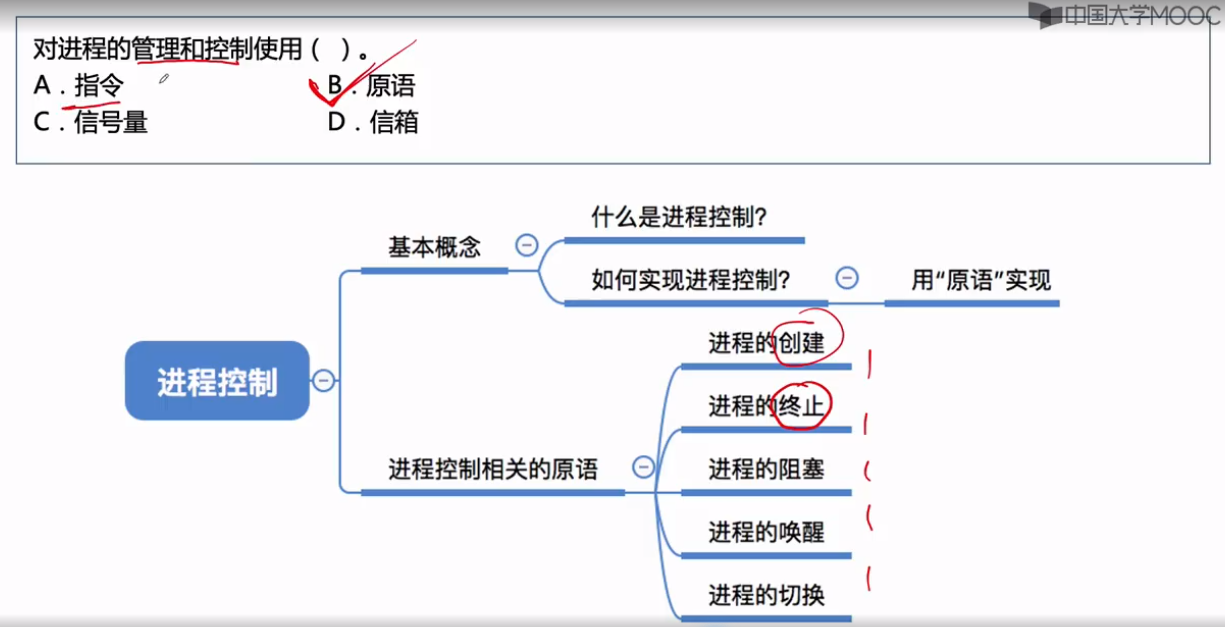 中国大学MOOC
对进程的管理和控制使用（ ）。
A．指令 B．原语
C．信号量 D．信箱
什么是进程控制？
基本概念
如何实现进程控制？
用“原语”实现
进程的创建
进程控制
进程的终止
进程控制相关的原语
进程的阻塞
进程的唤醒
进程的切换